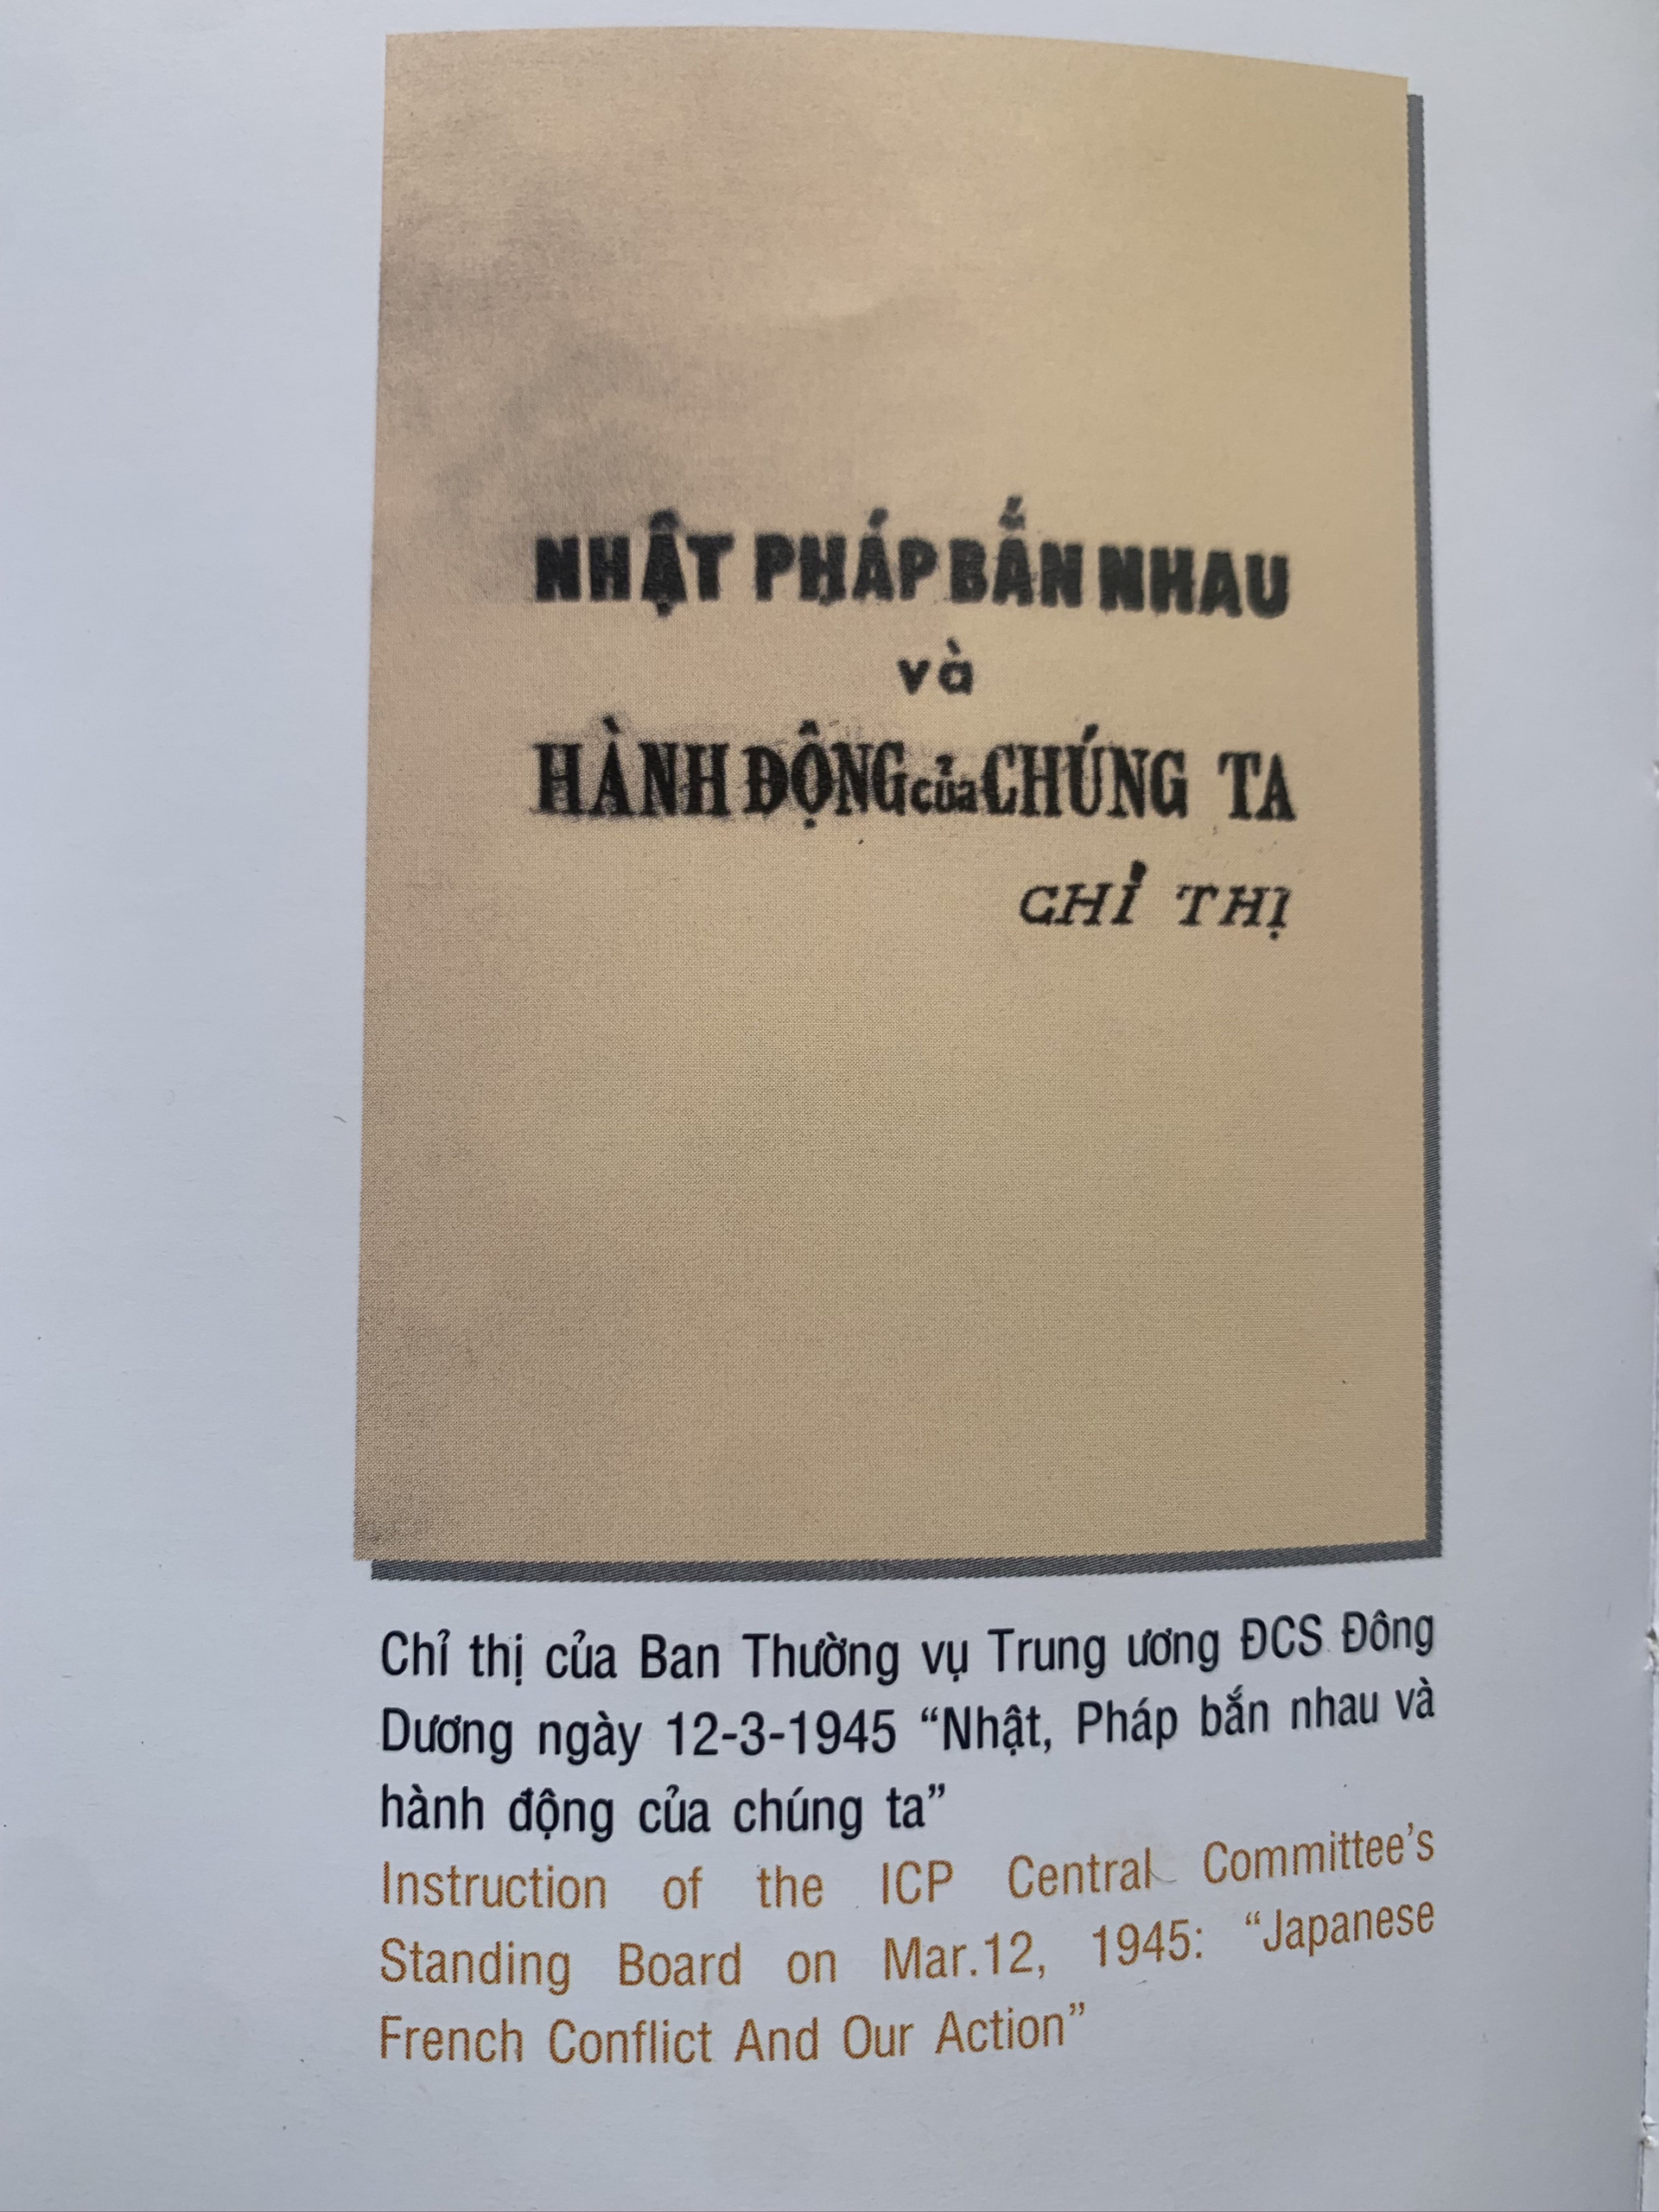 NHẬT PHÁP BẮN NHAU
và
HÀNH ĐỘNG của CHÚNG TA
CHỈ THỊ
Chỉ thị của Ban Thường vụ Trung ương ĐCS Đông
Dương ngày 12-3-1945 “Nhật, Pháp bắn nhau và
hành động của chúng ta”
Instruction of the ICP Central Committee’s
Standing Board on Mar.12, 1945: “Japanese
French Conflict And Our Action”